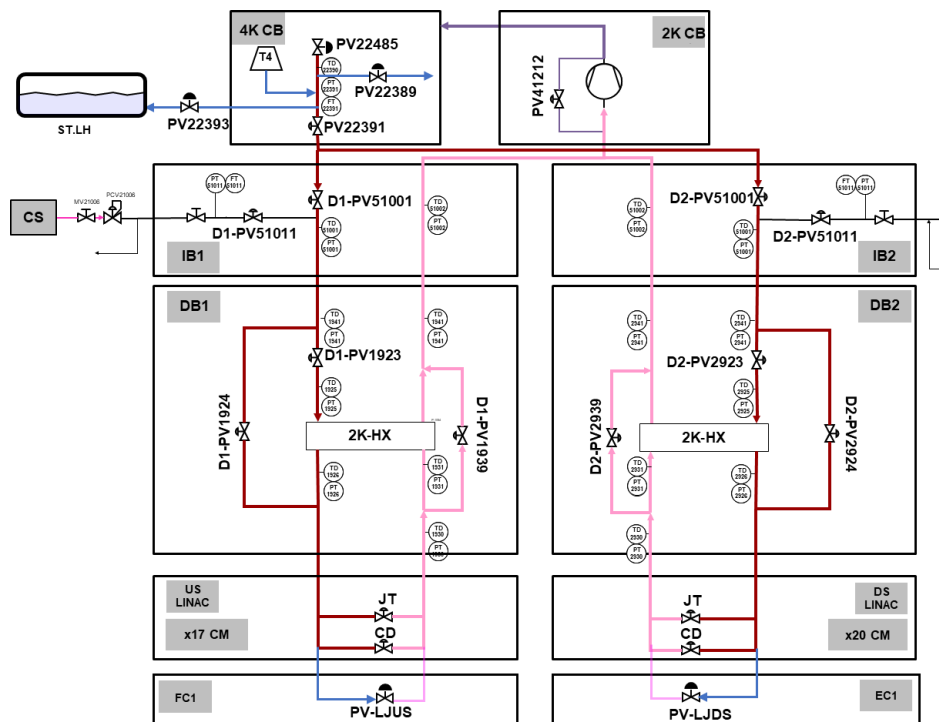 4K CB
2K CB
T4
PV22485
TD
22390
PT
22391
FT
22391
PV22389
PV22393
PV22391
ST.LH
PV41212
CS
MV21006
PCV21006
PT
51011
FT
51011
D1-PV51001
D1-PV51011
TD
51001
PT
51001
TD
51002
PT
51002
IB1
TD
51002
PT
51002
D2-PV51001
TD
51001
PT
51001
FT
51011
PT
51011
D2-PV51011
IB2
DB1
TD
1941
PT
1941
D1-PV1923
TD
1925
PT
1925
TD
1941
PT
1941
D1-PV1924
2K-HX
D1-PV1939
TD
1926
PT
1926
TD
1931
PT
1931
TD
1930
PT
DB2
TD
2941
PT
2941
TD
2941
PT
2941
D2-PV2923
TD
2925
PT
2925
D2-PV2939
2K-HX
D2-PV2924
TD
2931
PT
2931
TD
2926
PT
2926
TD
2930
PT
2930
US
LINAC
x17 CM
JT
CD
JT
CD
DS
LINAC
x20 CM
FC1
PV-LJUS
PV-LJDS
EC1